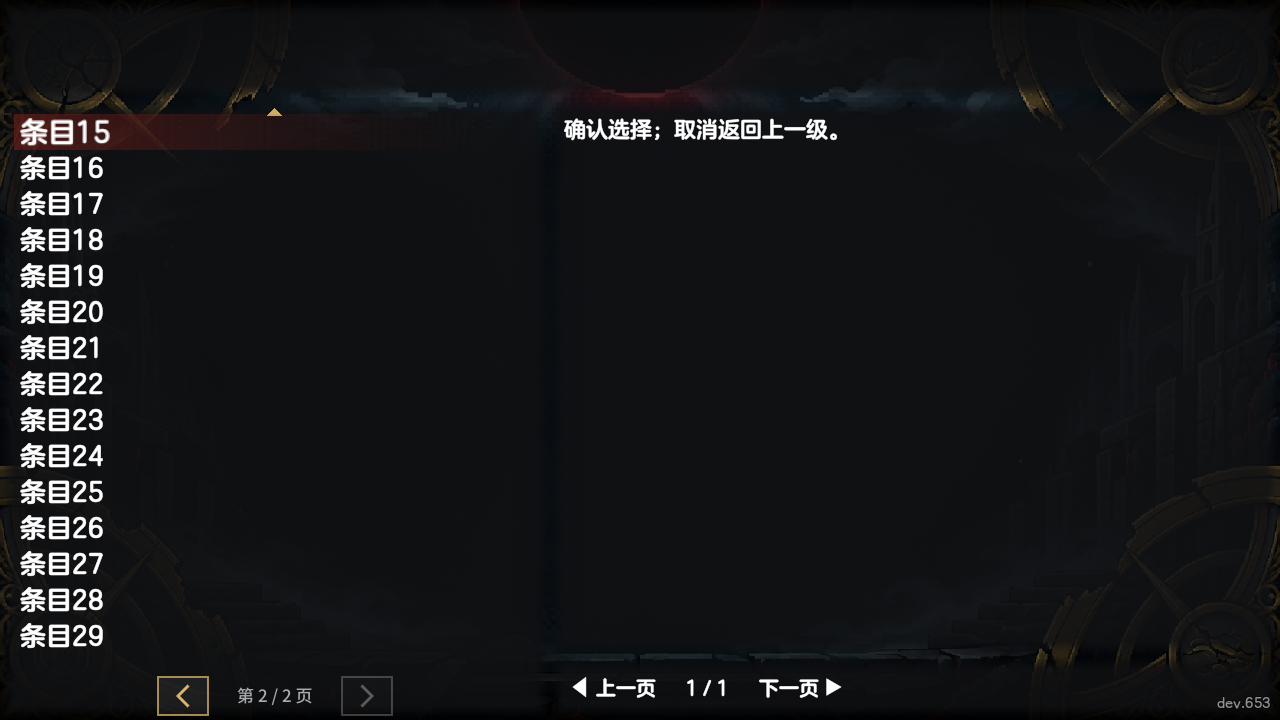 条目15
条目16
条目17
条目18
条目19
条目20
条目21
条目22
条目23
条目24
条目25
条目26
条目27
条目28
条目29
第 2 / 2 页
确认选择；取消返回上一级。
上一页 1 / 1 下一页
dev.653